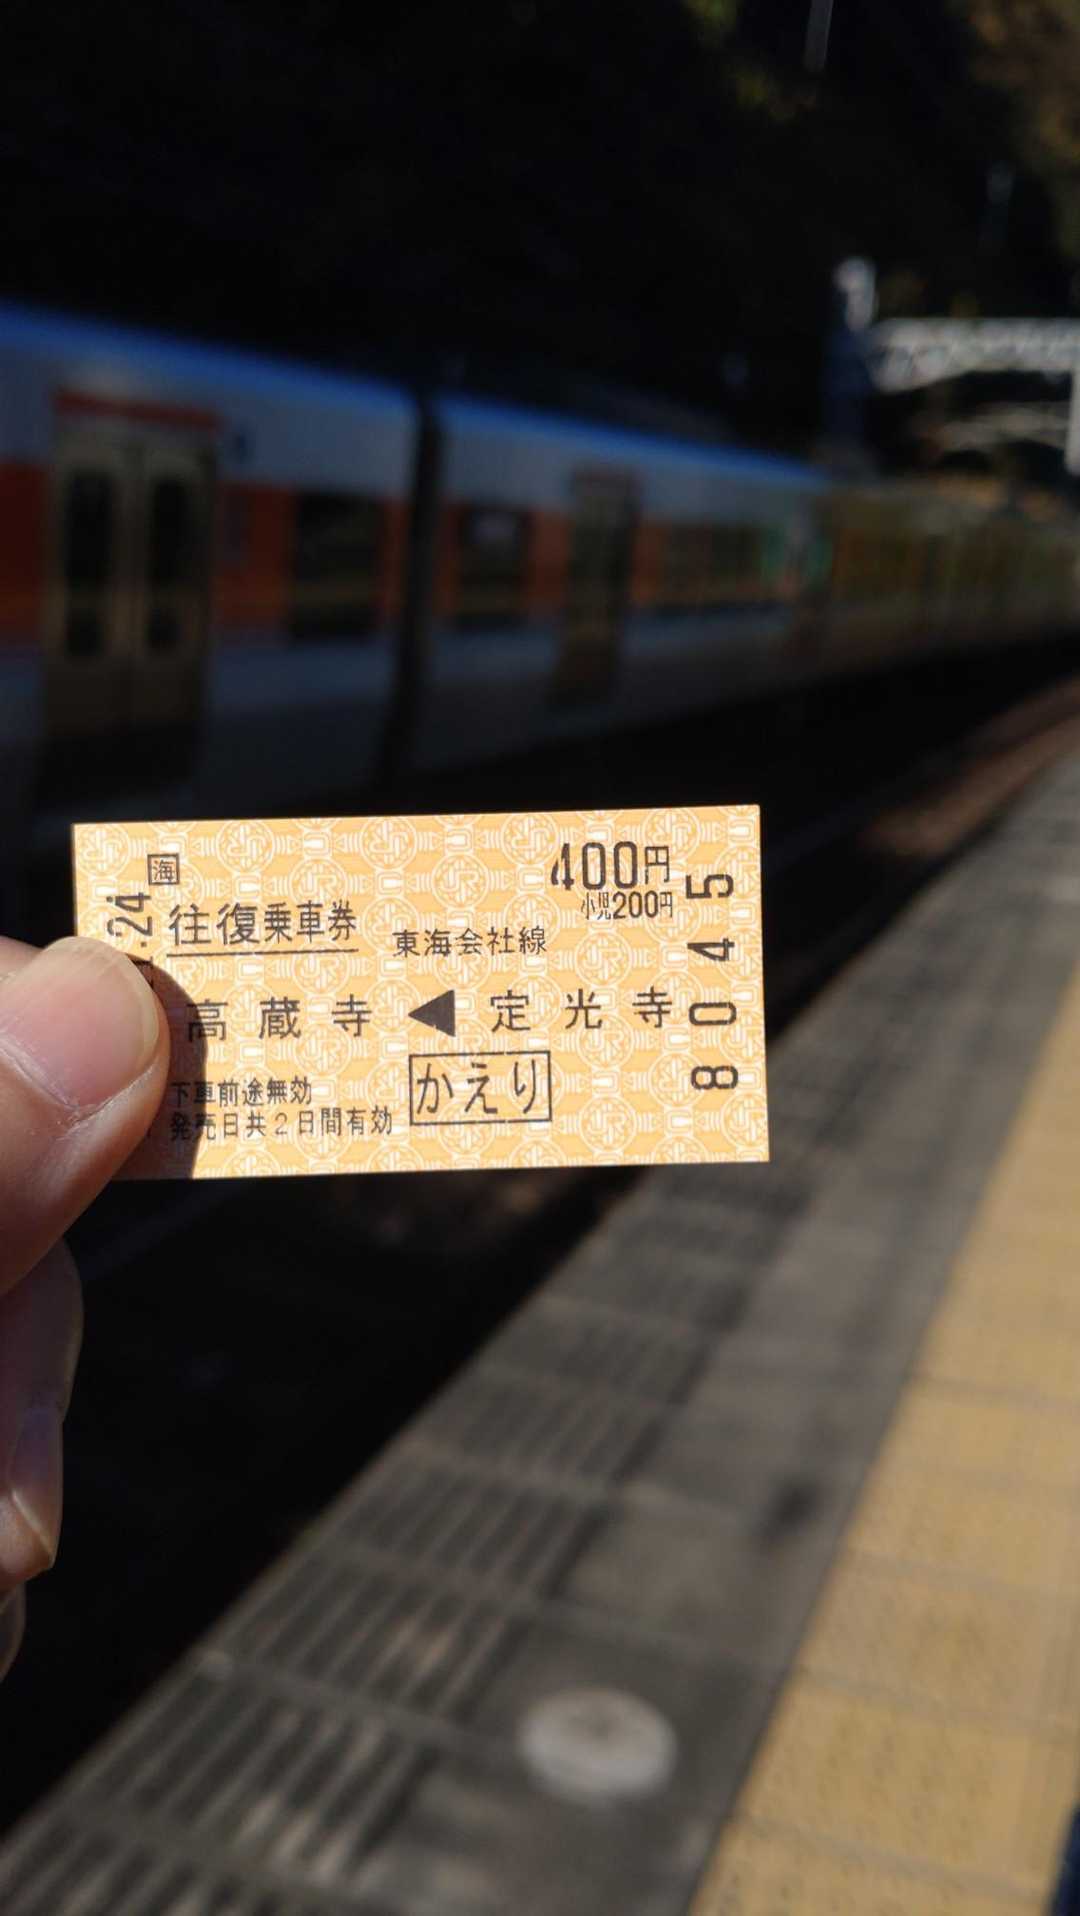 海
400円
小児200円
往復乗車券
東海会社線
高蔵寺 ◀ 定光寺
かえり
下車前途無効
発売日共2日間有効
.24
8045